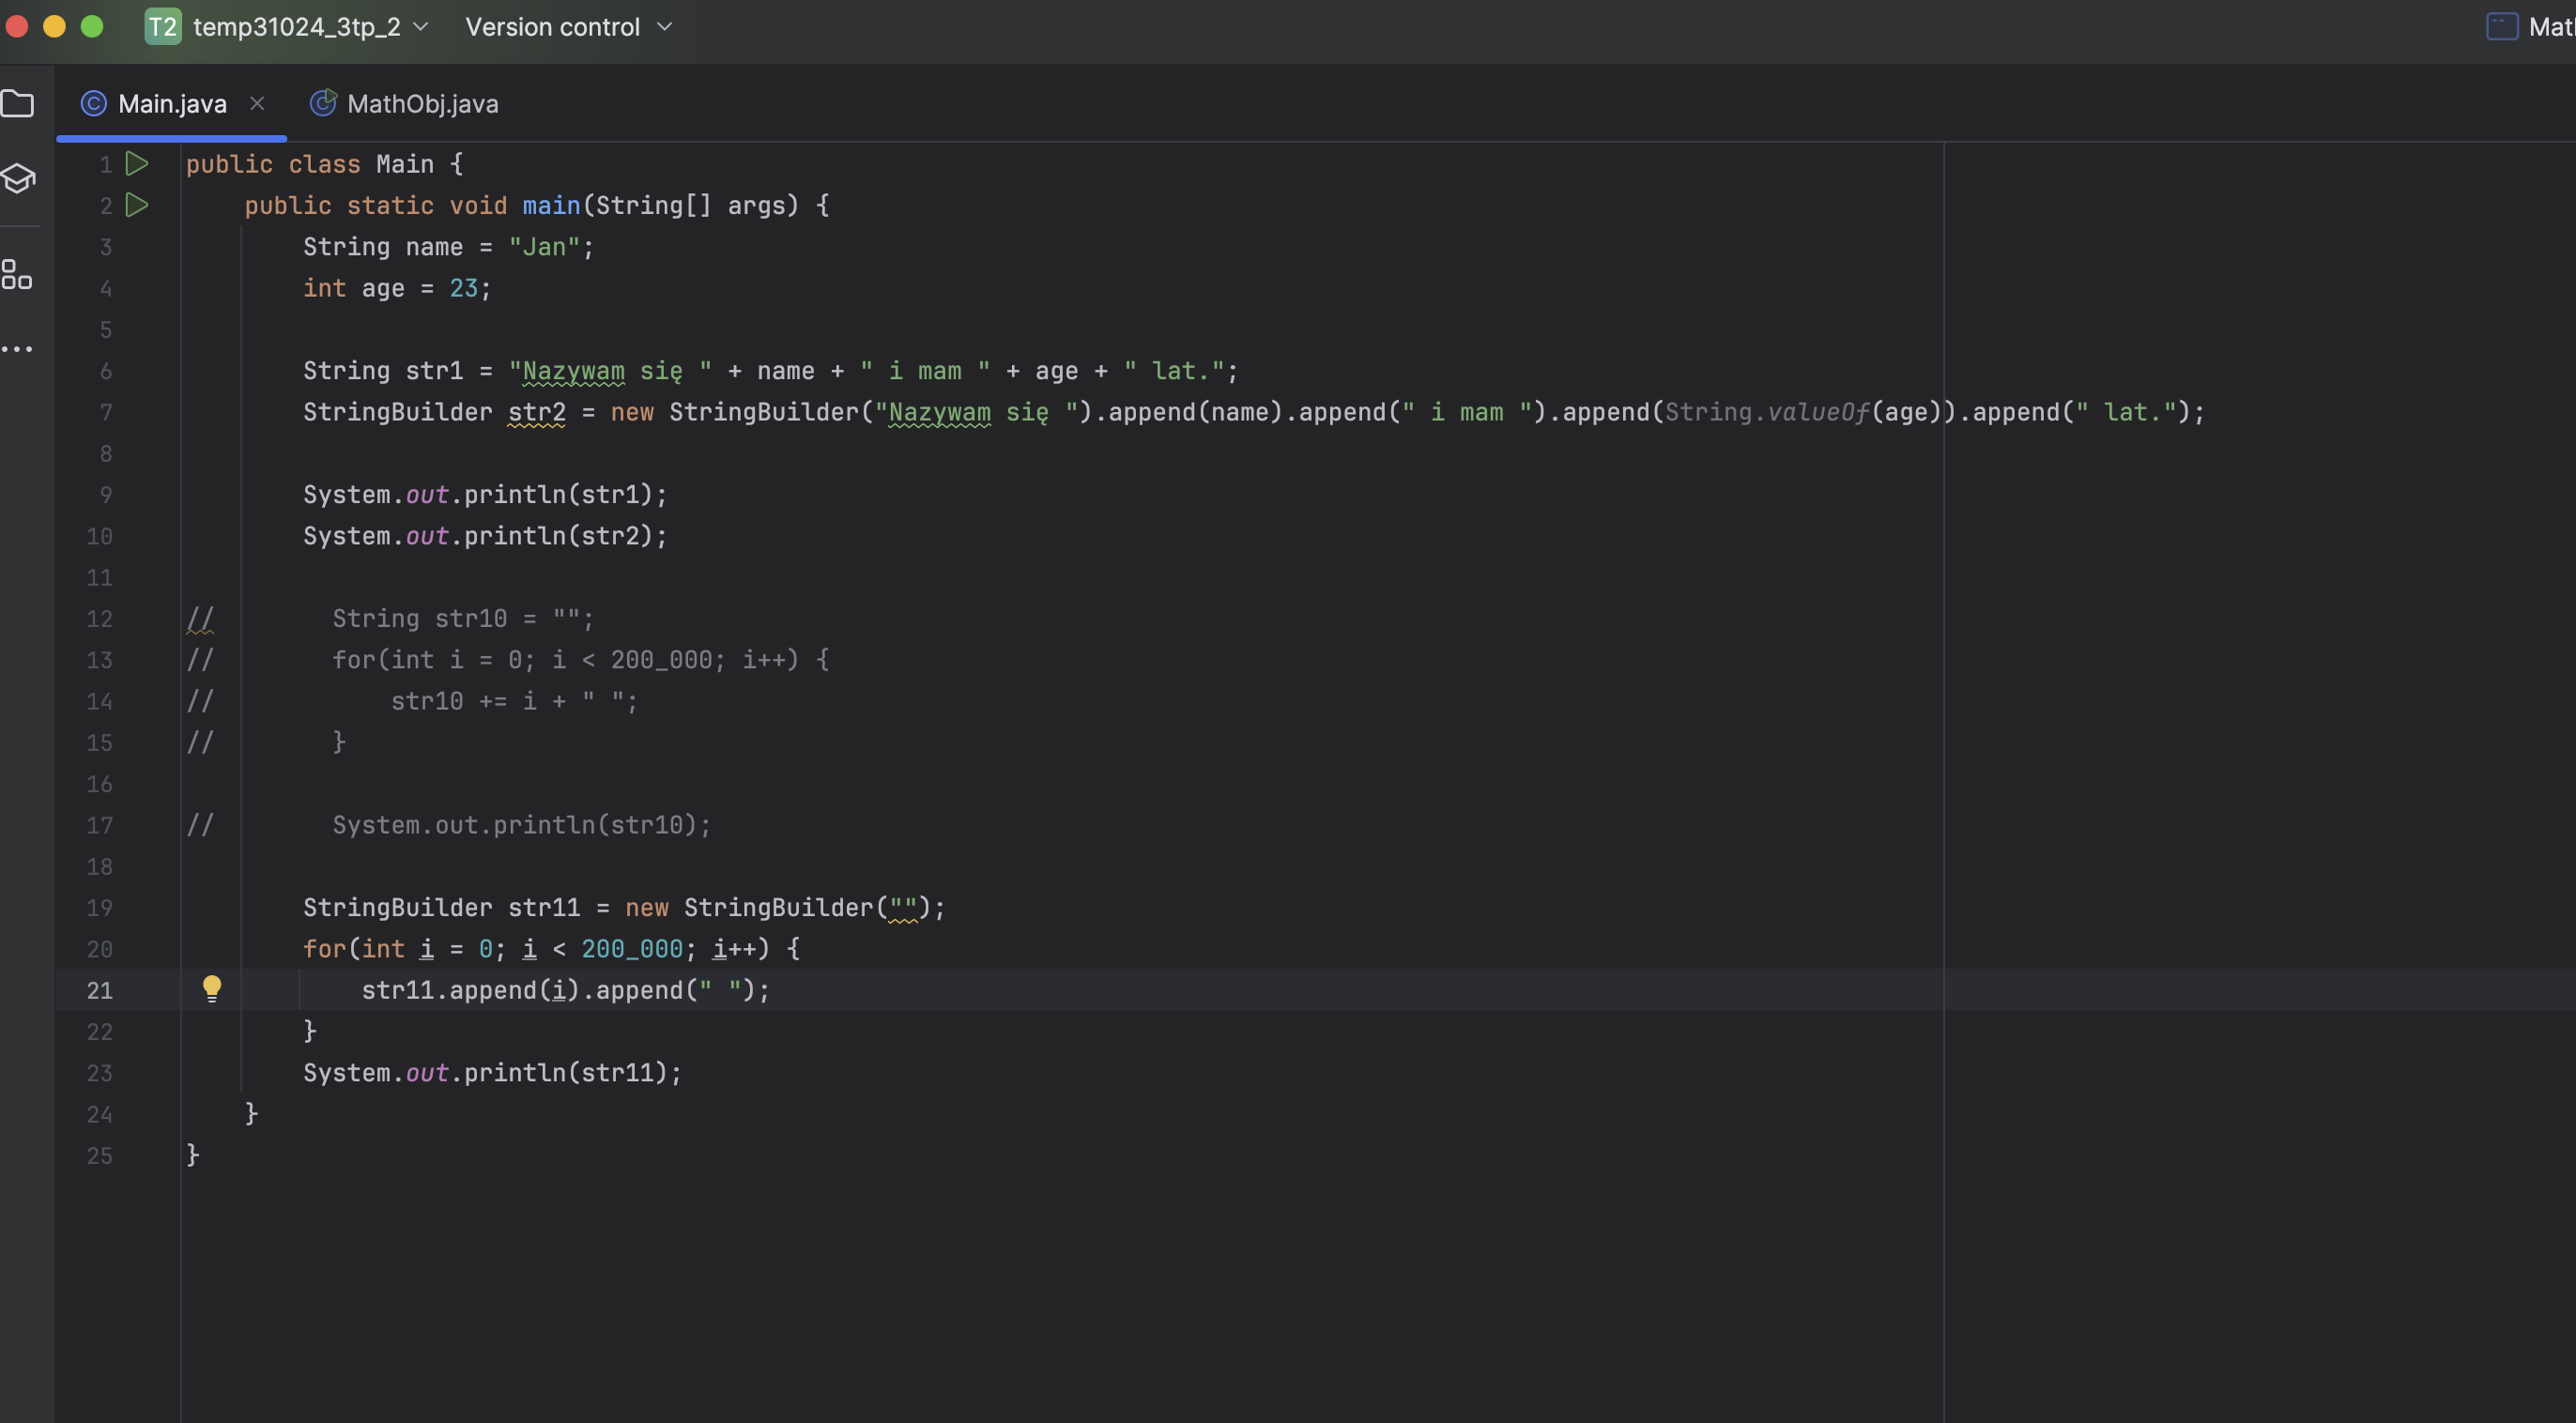 T2 temp31024_3tp_2 Version control
Main.java MathObj.java
1 public class Main {
2 public static void main(String[] args) {
3 String name = "Jan";
4 int age = 23;
5
6 String str1 = "Nazywam się " + name + " i mam " + age + " lat.";
7 StringBuilder str2 = new StringBuilder("Nazywam się ").append(name).append(" i mam ").append(String.valueOf(age)).append(" lat.");
8
9 System.out.println(str1);
10 System.out.println(str2);
11
12 // String str10 = "";
13 // for(int i = 0; i < 200_000; i++) {
14 // str10 += i + " ";
15 // }
16
17 // System.out.println(str10);
18
19 StringBuilder str11 = new StringBuilder("");
20 for(int i = 0; i < 200_000; i++) {
21 str11.append(i).append(" ");
22 }
23 System.out.println(str11);
24 }
25 }